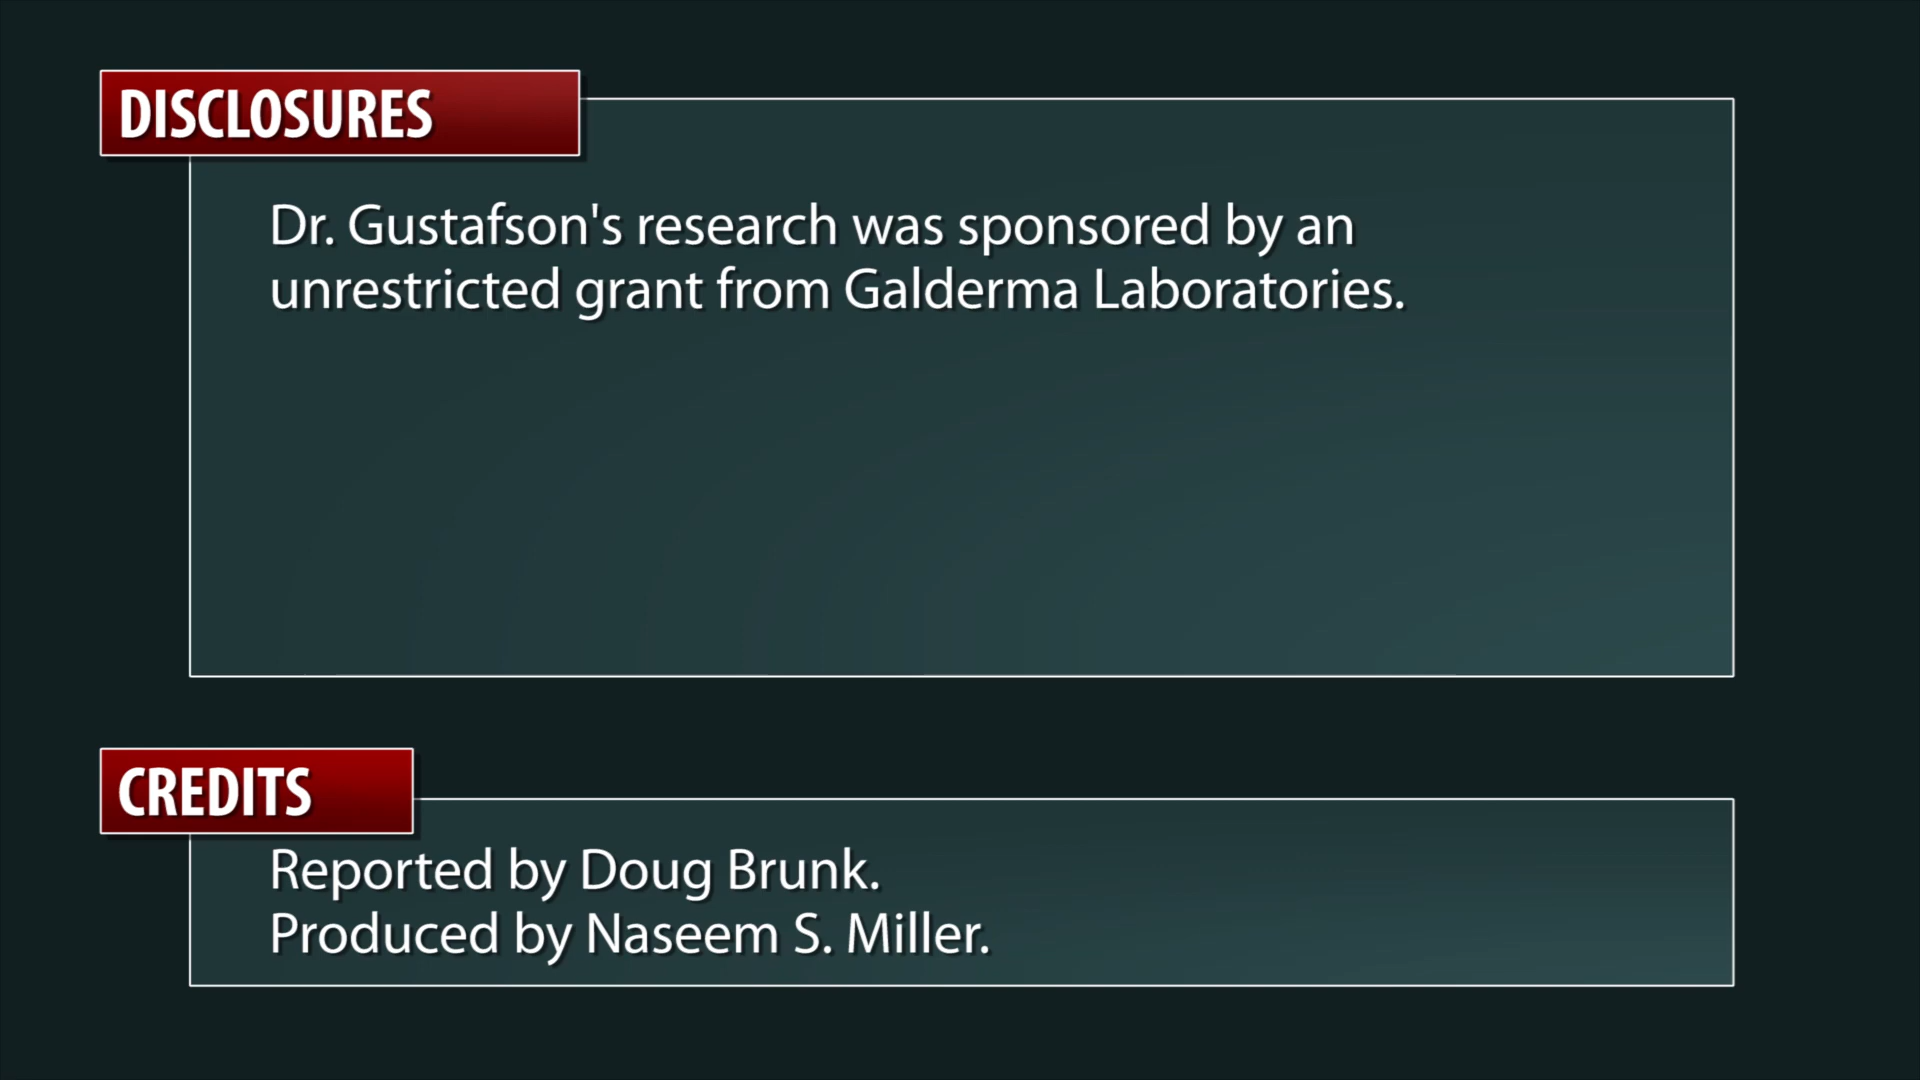 DISCLOSURES
Dr. Gustafson's research was sponsored by an
unrestricted grant from Galderma Laboratories.
CREDITS
Reported by Doug Brunk.
Produced by Naseem S. Miller.